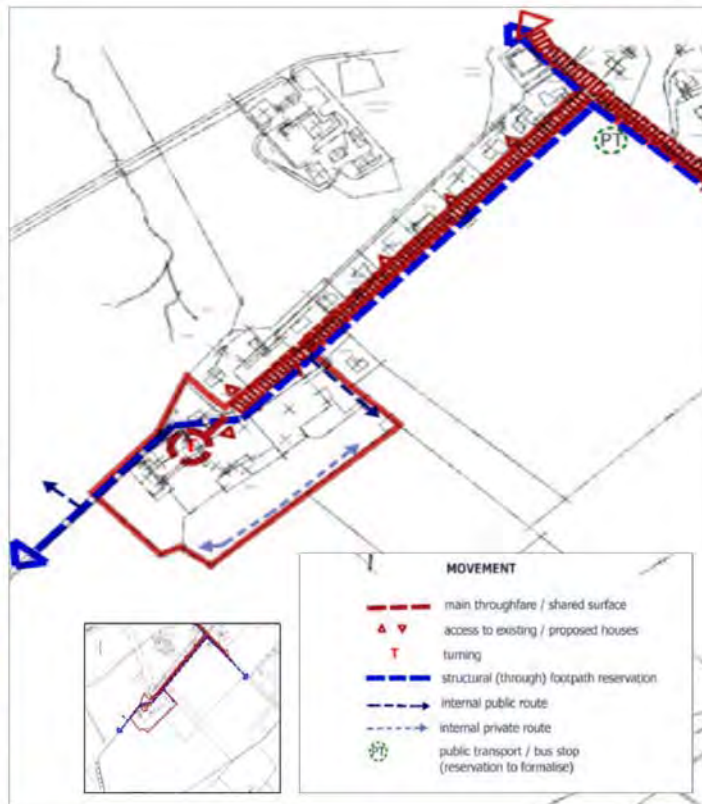 PT
T
MOVEMENT
main throughfare / shared surface
access to existing / proposed houses
T turning
structural (through) footpath reservation
internal public route
internal private route
PT public transport / bus stop
(reservation to formalise)